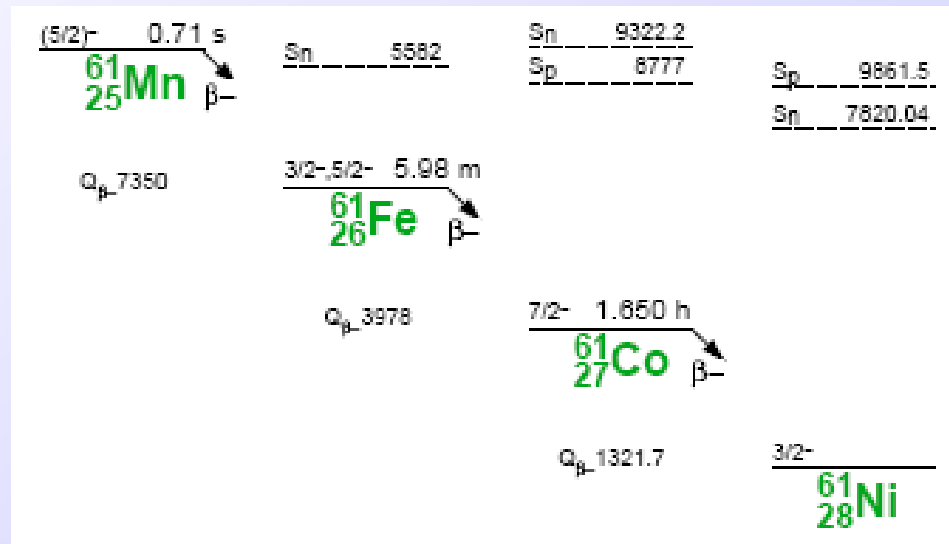 (5/2)- 0.71 s
61
25Mn β-
Qβ-7350
Sn 5582
3/2-,5/2- 5.98 m
61
26Fe β-
Qβ-3978
Sn 9322.2
Sp 8777
7/2- 1.650 h
61
27Co β-
Qβ-1321.7
Sp 9861.5
Sn 7820.04
3/2-
61
28Ni